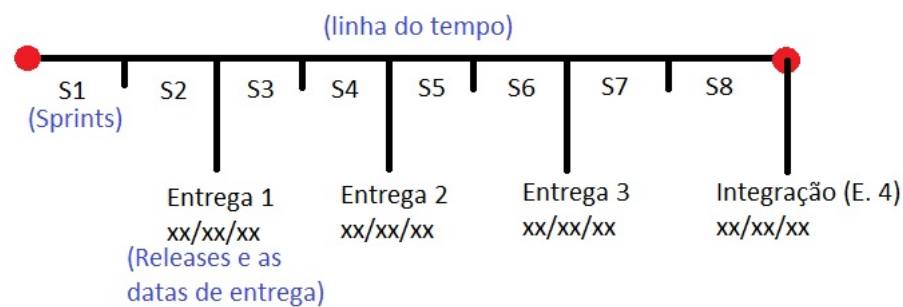 (linha do tempo)
S1 S2 S3 S4 S5 S6 S7 S8
(Sprints)
Entrega 1 Entrega 2 Entrega 3 Integração (E. 4)
xx/xx/xx xx/xx/xx xx/xx/xx xx/xx/xx
(Releases e as
datas de entrega)